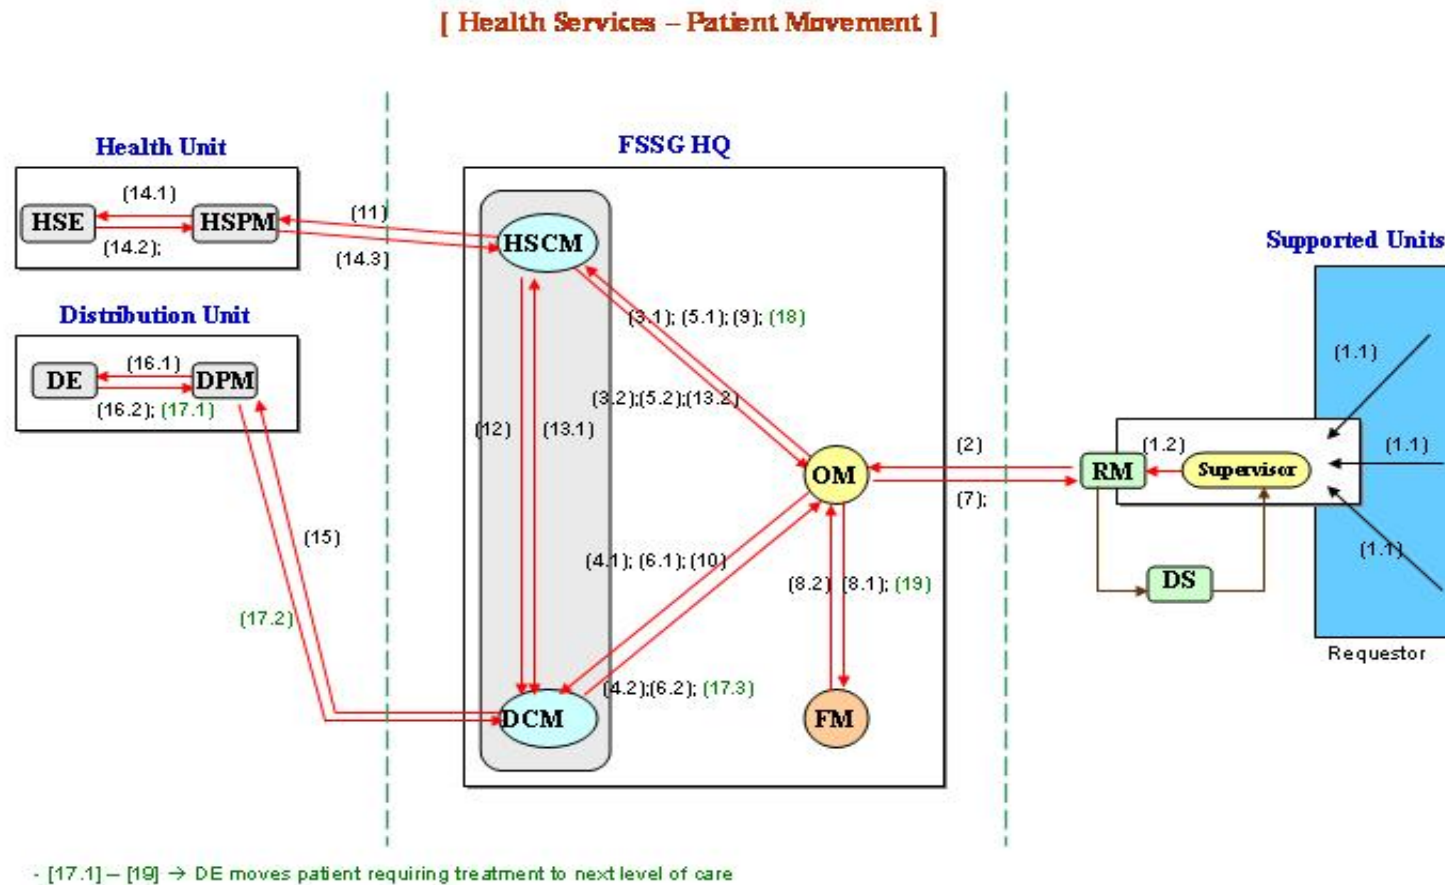 [ Health Services – Patient Movement ]
Health Unit
FSSG HQ
(14.1)
HSE
HSPM
(14.2);
(11)
(14.3)
HSCM
Supported Units
Distribution Unit
(16.1)
DE
DPM
(16.2); (17.1)
(3.1); (5.1); (9); (18)
(3.2);(5.2);(13.2)
(12)
(13.1)
(1.1)
(1.1)
(1.1)
(1.2)
(2)
OM
RM
Supervisor
(7);
(15)
(4.1); (6.1); (10)
(8.2)
(8.1); (19)
DS
(17.2)
(4.2);(6.2); (17.3)
Requestor
DCM
FM
- [17.1] – [19] → DE moves patient requiring treatment to next level of care